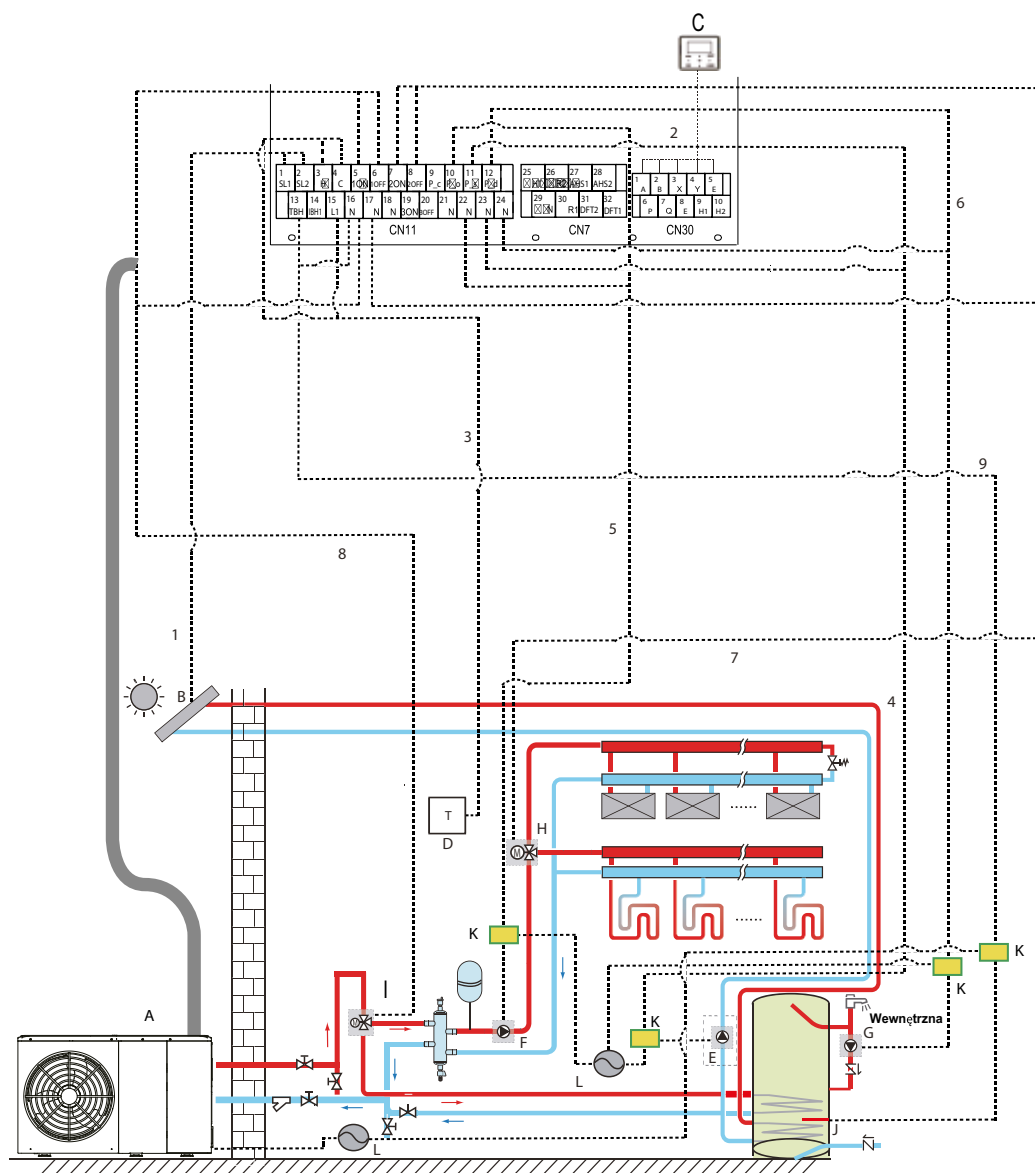 C
2
1 2 3 4 5 6 7 8 9 10 11 12
SL1 SL2 C 1OFF 2ON 2OFF P_c
13 14 15 16 17 18 19 20 21 22 23 24
TBH IBH1 L1 N N N 3ON 3OFF N N N N
CN11
25 26 27 28
AHS2
29 30 31 32
N R1 DFT2 DFT1
CN7
1 2 3 4 5
A B X Y E
6 7 8 9 10
P Q E H1 H2
CN30
6
3
9
5
8
1
7
B
4
T
D
H
M
......
......
K
K
K
I
A
M
F
K
E
G
Wewnętrzna
L
L
J